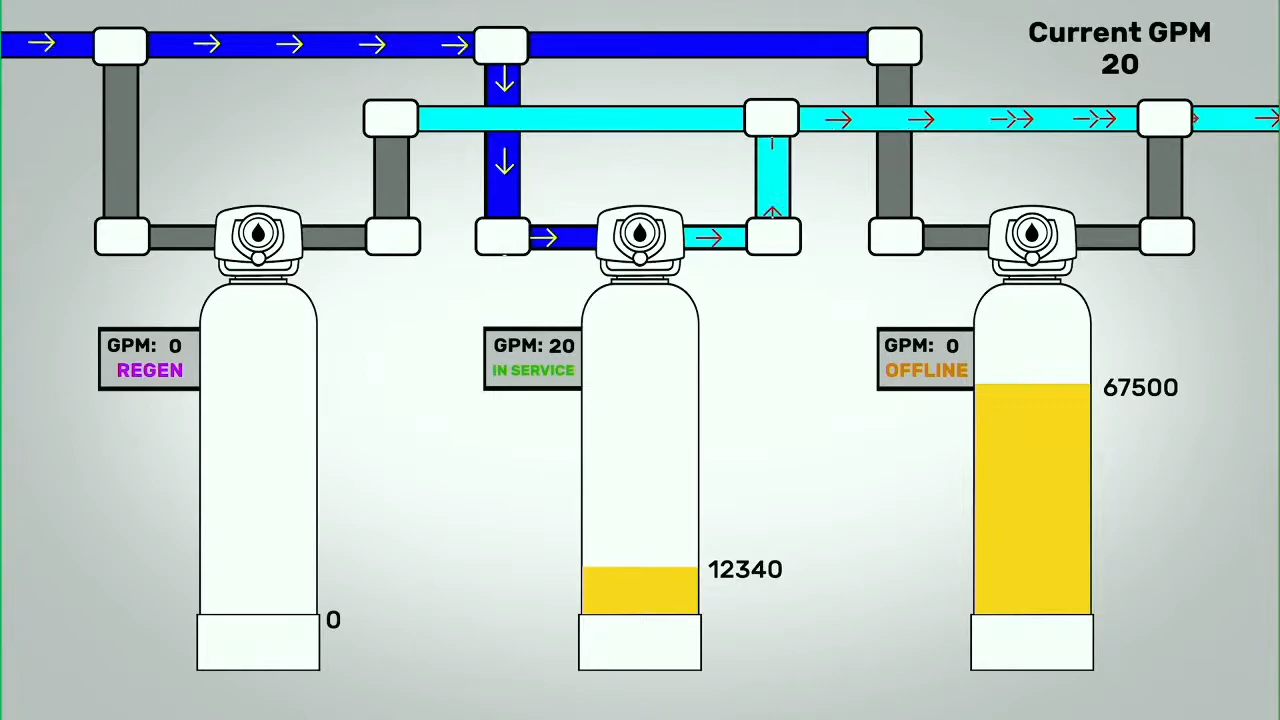 Current GPM
20
GPM: 0
REGEN
GPM: 20
IN SERVICE
GPM: 0
OFFLINE
67500
12340
0